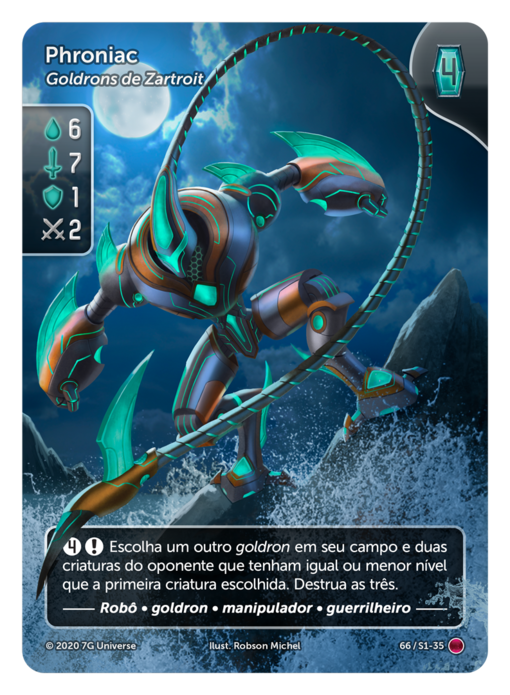 Phroniac
Goldrons de Zartroit
4
6
7
1
2
4 ! Escolha um outro goldron em seu campo e duas
criaturas do oponente que tenham igual ou menor nível
que a primeira criatura escolhida. Destrua as três.
Robô • goldron • manipulador • guerrilheiro
© 2020 7G Universe
Ilust. Robson Michel
66 / S1-35